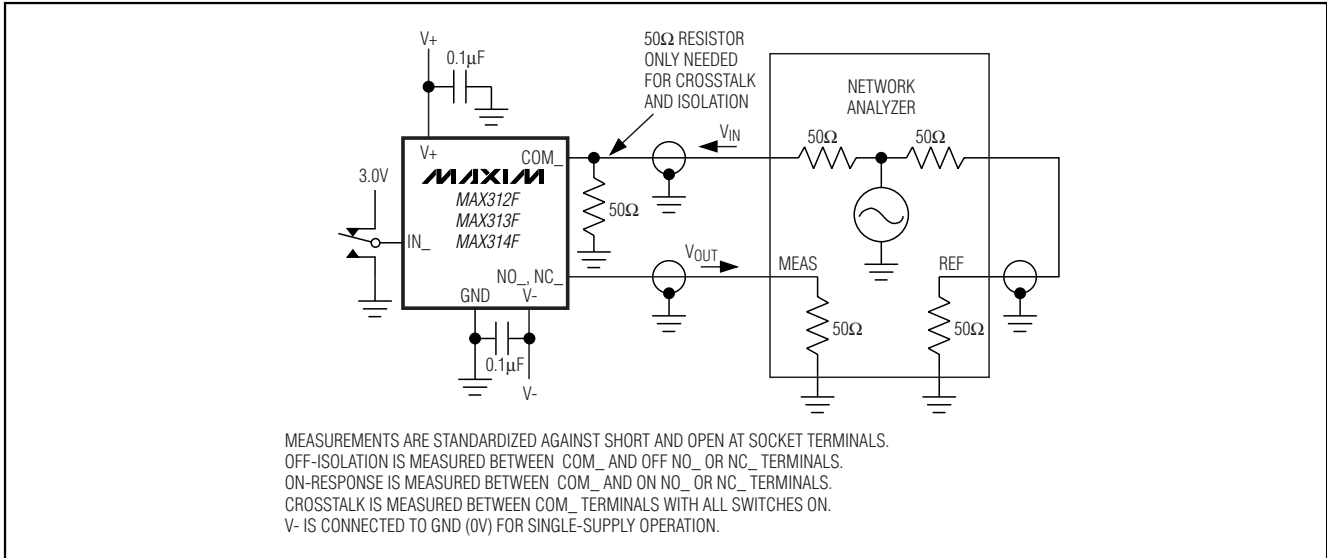 V+
0.1µF
50Ω RESISTOR
ONLY NEEDED
FOR CROSSTALK
AND ISOLATION
NETWORK
ANALYZER
VIN
50Ω
50Ω
V+
COM_
MAXIM
3.0V
MAX312F
MAX313F
MAX314F
50Ω
IN_
VOUT
MEAS
REF
NO_, NC_
GND
V-
50Ω
50Ω
0.1µF
V-
MEASUREMENTS ARE STANDARDIZED AGAINST SHORT AND OPEN AT SOCKET TERMINALS.
OFF-ISOLATION IS MEASURED BETWEEN COM_ AND OFF NO_ OR NC_ TERMINALS.
ON-RESPONSE IS MEASURED BETWEEN COM_ AND ON NO_ OR NC_ TERMINALS.
CROSSTALK IS MEASURED BETWEEN COM_ TERMINALS WITH ALL SWITCHES ON.
V- IS CONNECTED TO GND (0V) FOR SINGLE-SUPPLY OPERATION.